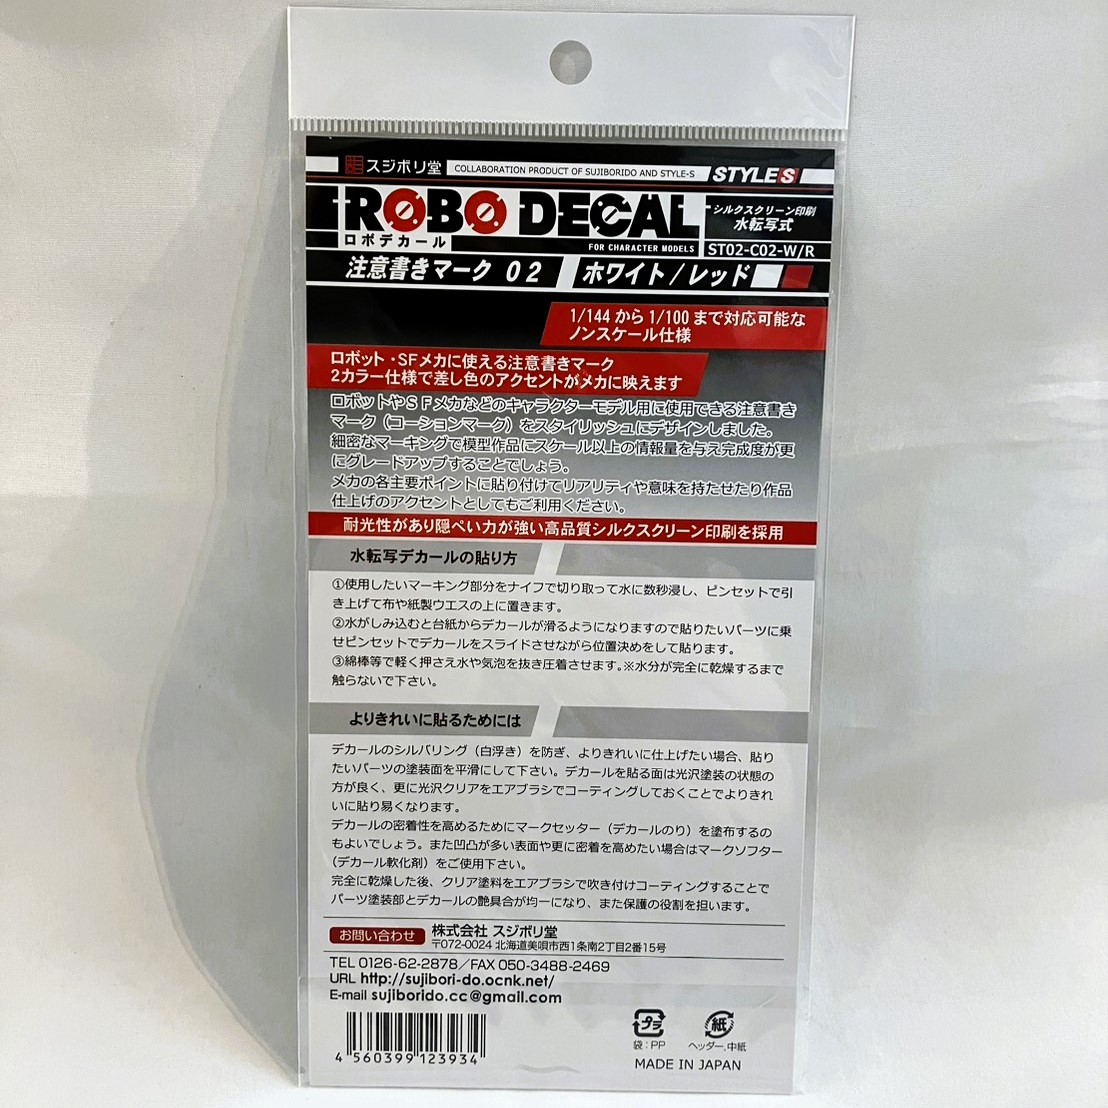 スジボリ堂 COLLABORATION PRODUCT OF SUJIBORIDO AND STYLE-S STYLE S
ROBO DECAL シルクスクリーン印刷
水転写式
ロボデカール FOR CHARACTER MODELS ST02-C02-W/R
注意書きマーク 02 ホワイト/レッド
1/144 から 1/100 まで対応可能な
ノンスケール仕様
ロボット・SFメカに使える注意書きマーク
2カラー仕様で差し色のアクセントがメカに映えます
ロボットやSFメカなどのキャラクターモデル用に使用できる注意書き
マーク（コーションマーク）をスタイリッシュにデザインしました。
細密なマーキングで模型作品にスケール以上の情報量を与え完成度が更
にグレードアップすることでしょう。
メカの各主要ポイントに貼り付けてリアリティや意味を持たせたり作品
仕上げのアクセントとしてもご利用ください。
耐光性があり隠ぺい力が強い高品質シルクスクリーン印刷を採用
水転写デカールの貼り方
①使用したいマーキング部分をナイフで切り取って水に数秒浸し、ピンセットで引
き上げて布や紙製ウエスの上に置きます。
②水がしみ込むと台紙からデカールが滑るようになりますので貼りたいパーツに乗
せピンセットでデカールをスライドさせながら位置決めをして貼ります。
③綿棒等で軽く押さえ水や気泡を抜き圧着させます。※水分が完全に乾燥するまで
触らないで下さい。
よりきれいに貼るためには
デカールのシルバリング（白浮き）を防ぎ、よりきれいに仕上げたい場合、貼り
たいパーツの塗装面を平滑にして下さい。デカールを貼る面は光沢塗装の状態の
方が良く、更に光沢クリアをエアブラシでコーティングしておくことでよりきれ
いに貼り易くなります。
デカールの密着性を高めるためにマークセッター（デカールのり）を塗布するの
もよいでしょう。また凹凸が多い表面や更に密着を高めたい場合はマークソフター
（デカール軟化剤）をご使用下さい。
完全に乾燥した後、クリア塗料をエアブラシで吹き付けコーティングすることで
パーツ塗装部とデカールの艶具合が均一になり、また保護の役割を担います。
お問い合わせ 株式会社 スジボリ堂
〒072-0024 北海道美唄市西1条南2丁目2番15号
TEL 0126-62-2878／FAX 050-3488-2469
URL http://sujibori-do.ocnk.net/
E-mail sujiborido.cc@gmail.com
4 560399 123934
プラ 紙
袋：PP ヘッダー,中紙
MADE IN JAPAN